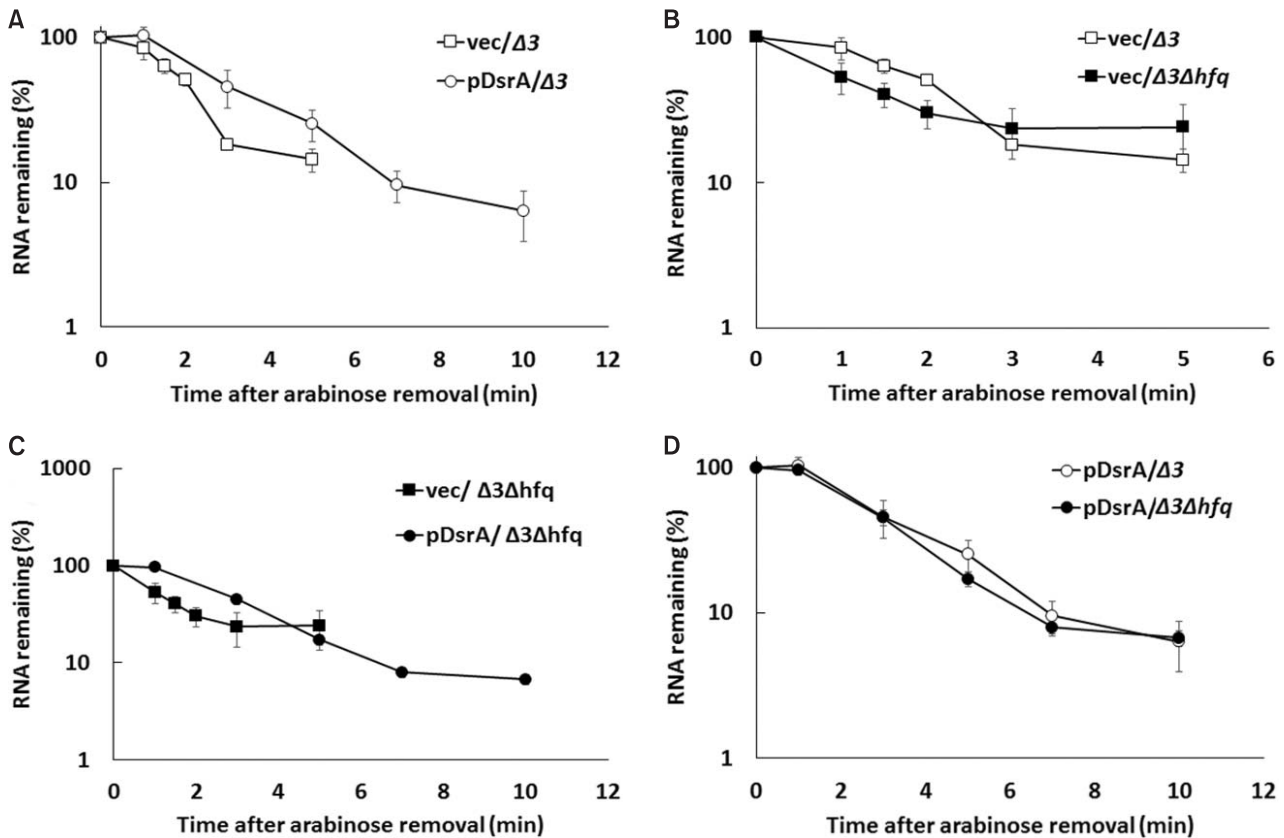 A
RNA remaining (%)
100
10
1
0 2 4 6 8 10 12
Time after arabinose removal (min)
vec/Δ3
pDsrA/Δ3
B
RNA remaining (%)
100
10
1
0 1 2 3 4 5 6
Time after arabinose removal (min)
vec/Δ3
vec/Δ3Δhfq
C
RNA remaining (%)
1000
100
10
1
0 2 4 6 8 10 12
Time after arabinose removal (min)
vec/ Δ3Δhfq
pDsrA/ Δ3Δhfq
D
RNA remaining (%)
100
10
1
0 2 4 6 8 10 12
Time after arabinose removal (min)
pDsrA/Δ3
pDsrA/Δ3Δhfq